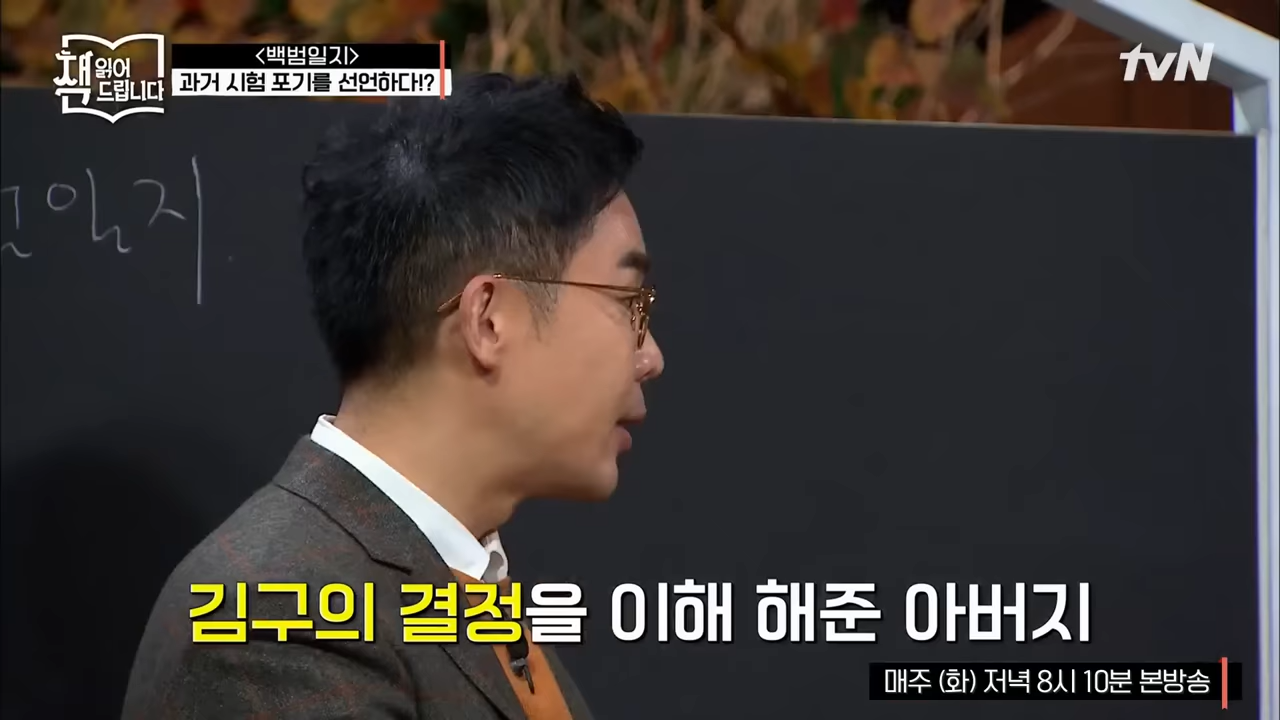 책 읽어
드립니다
<백범일지>
과거 시험 포기를 선언하다!?
tvN
일지
김구의 결정을 이해 해준 아버지
매주 (화) 저녁 8시 10분 본방송